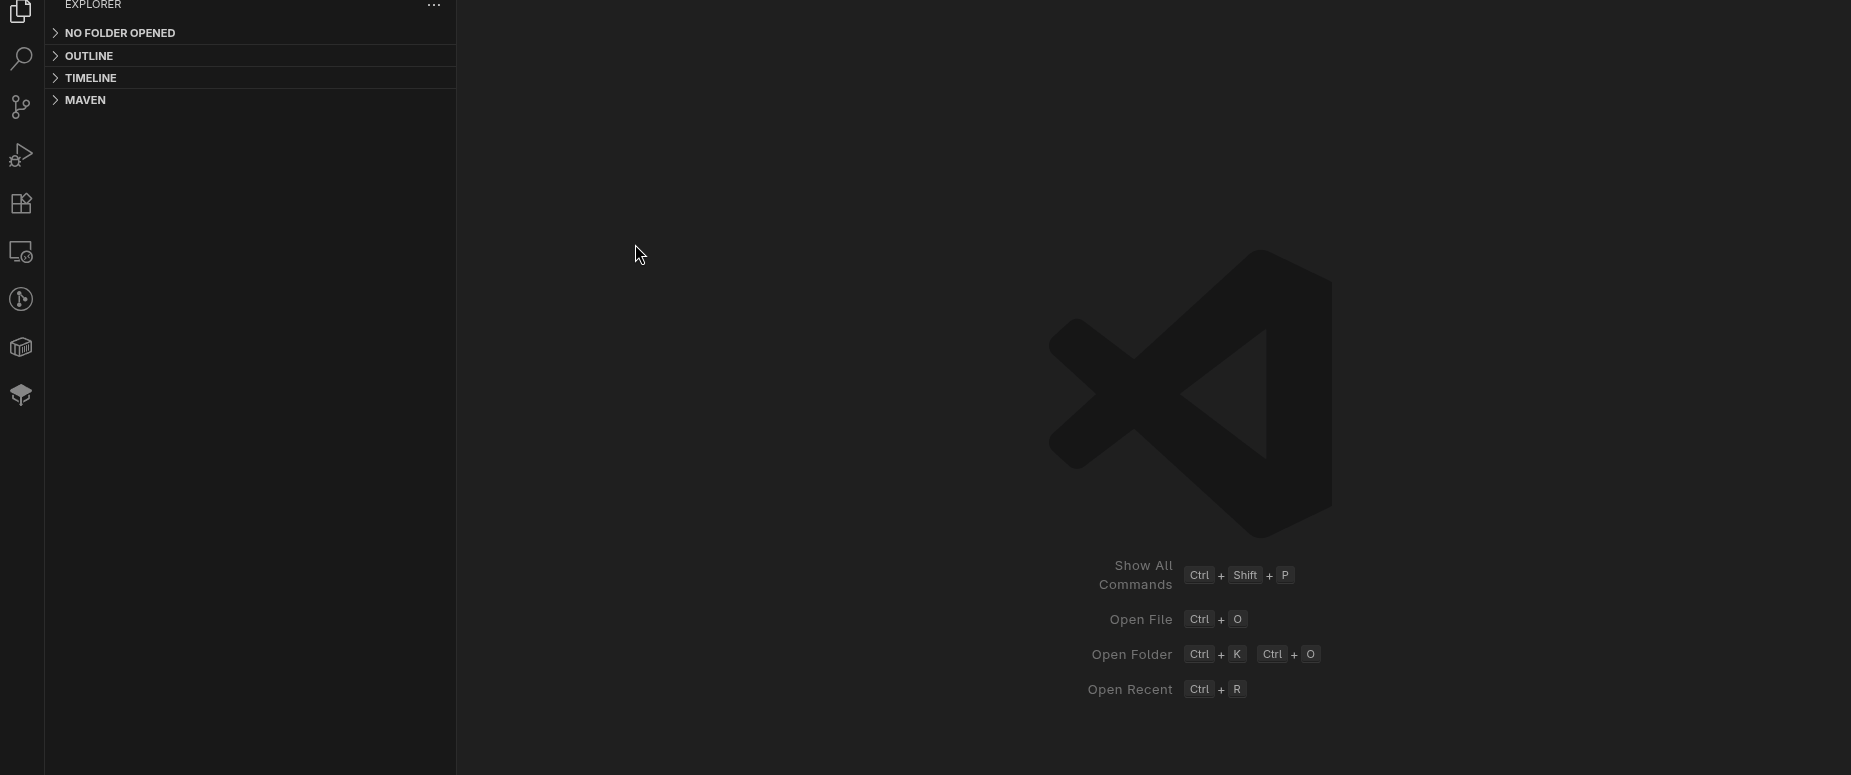 EXPLORER
NO FOLDER OPENED
OUTLINE
TIMELINE
MAVEN
Show All Commands Ctrl + Shift + P
Open File Ctrl + O
Open Folder Ctrl + K Ctrl + O
Open Recent Ctrl + R